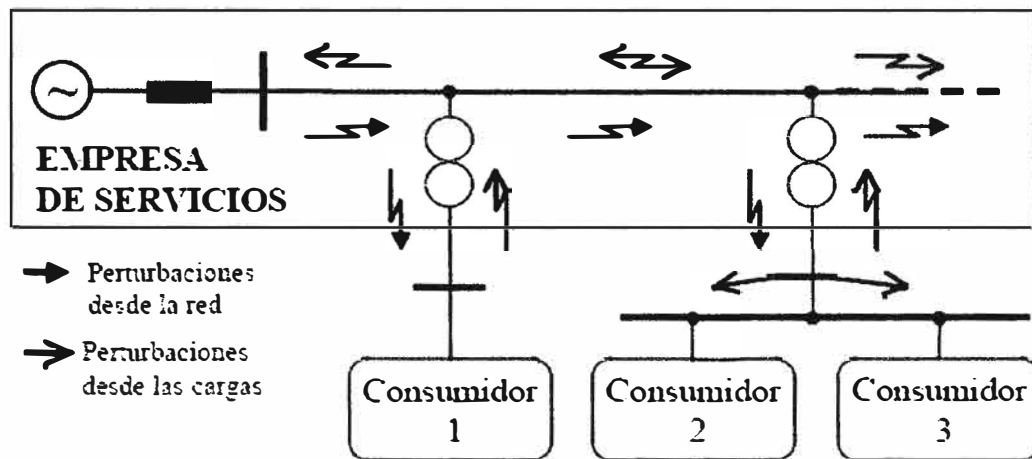 ~
EMPRESA
DE SERVICIOS
Perturbaciones
desde la red
Perturbaciones
desde las cargas
Consumidor
1
Consumidor
2
Consumidor
3